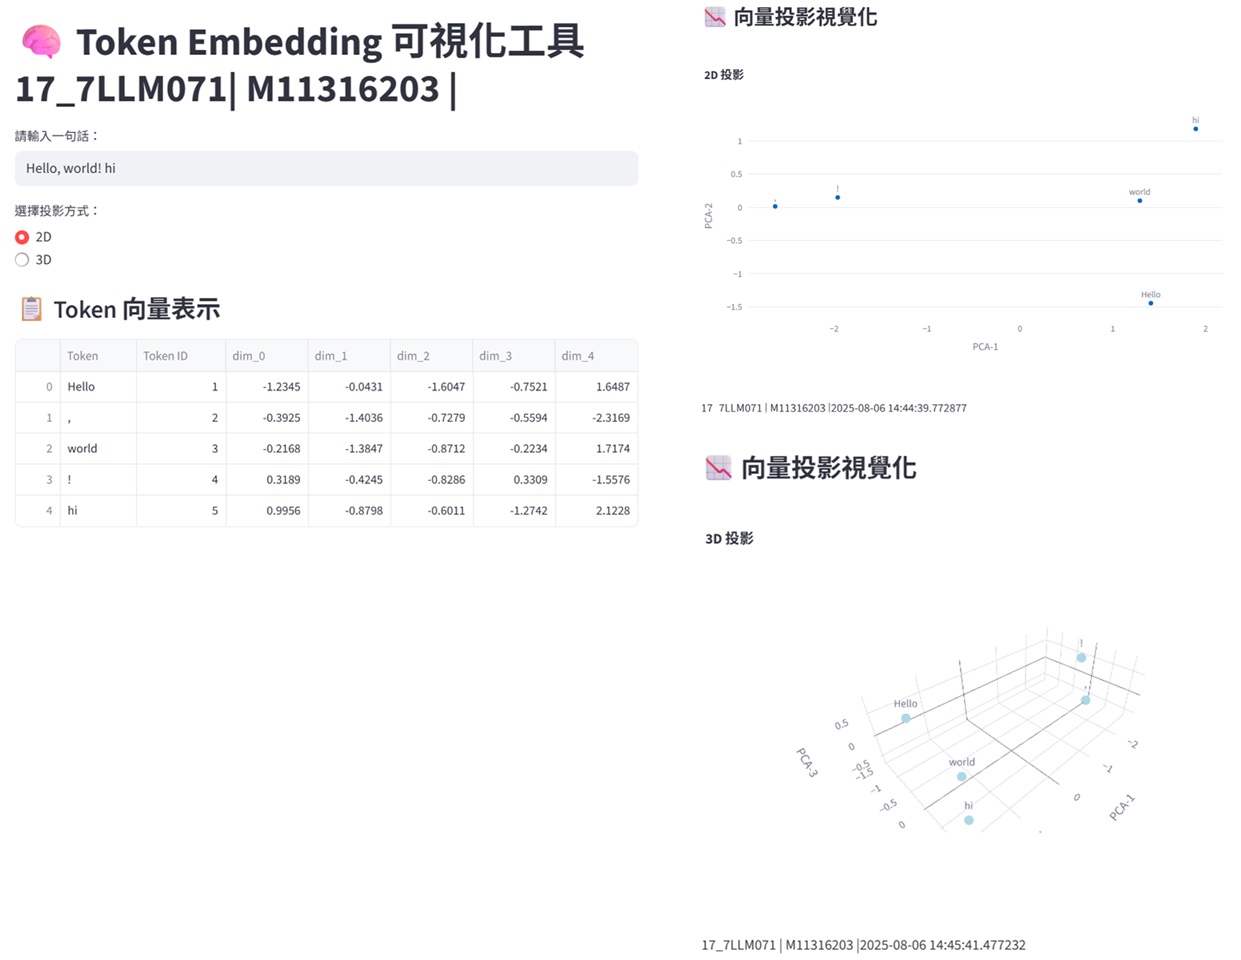 Token Embedding 可視化工具
17_7LLM071| M11316203 |
請輸入一句話：
Hello, world! hi
選擇投影方式：
2D
3D
Token 向量表示
Token Token ID dim_0 dim_1 dim_2 dim_3 dim_4
0 Hello 1 -1.2345 -0.0431 -1.6047 -0.7521 1.6487
1 , 2 -0.3925 -1.4036 -0.7279 -0.5594 -2.3169
2 world 3 -0.2168 -1.3847 -0.8712 -0.2234 1.7174
3 ! 4 0.3189 -0.4245 -0.8286 0.3309 -1.5576
4 hi 5 0.9956 -0.8798 -0.6011 -1.2742 2.1228
向量投影視覺化
2D 投影
hi
1
0.5
!
world
,
0
PCA-2
−0.5
−1
Hello
−1.5
−2 −1 0 1 2
PCA-1
17 7LLM071 | M11316203 |2025-08-06 14:44:39.772877
向量投影視覺化
3D 投影
!
,
Hello
0.5
0
−0.5
PCA-3
world
−1.5
−1
−0.5
0
hi
−2
−1
0
PCA-1
17_7LLM071 | M11316203 |2025-08-06 14:45:41.477232